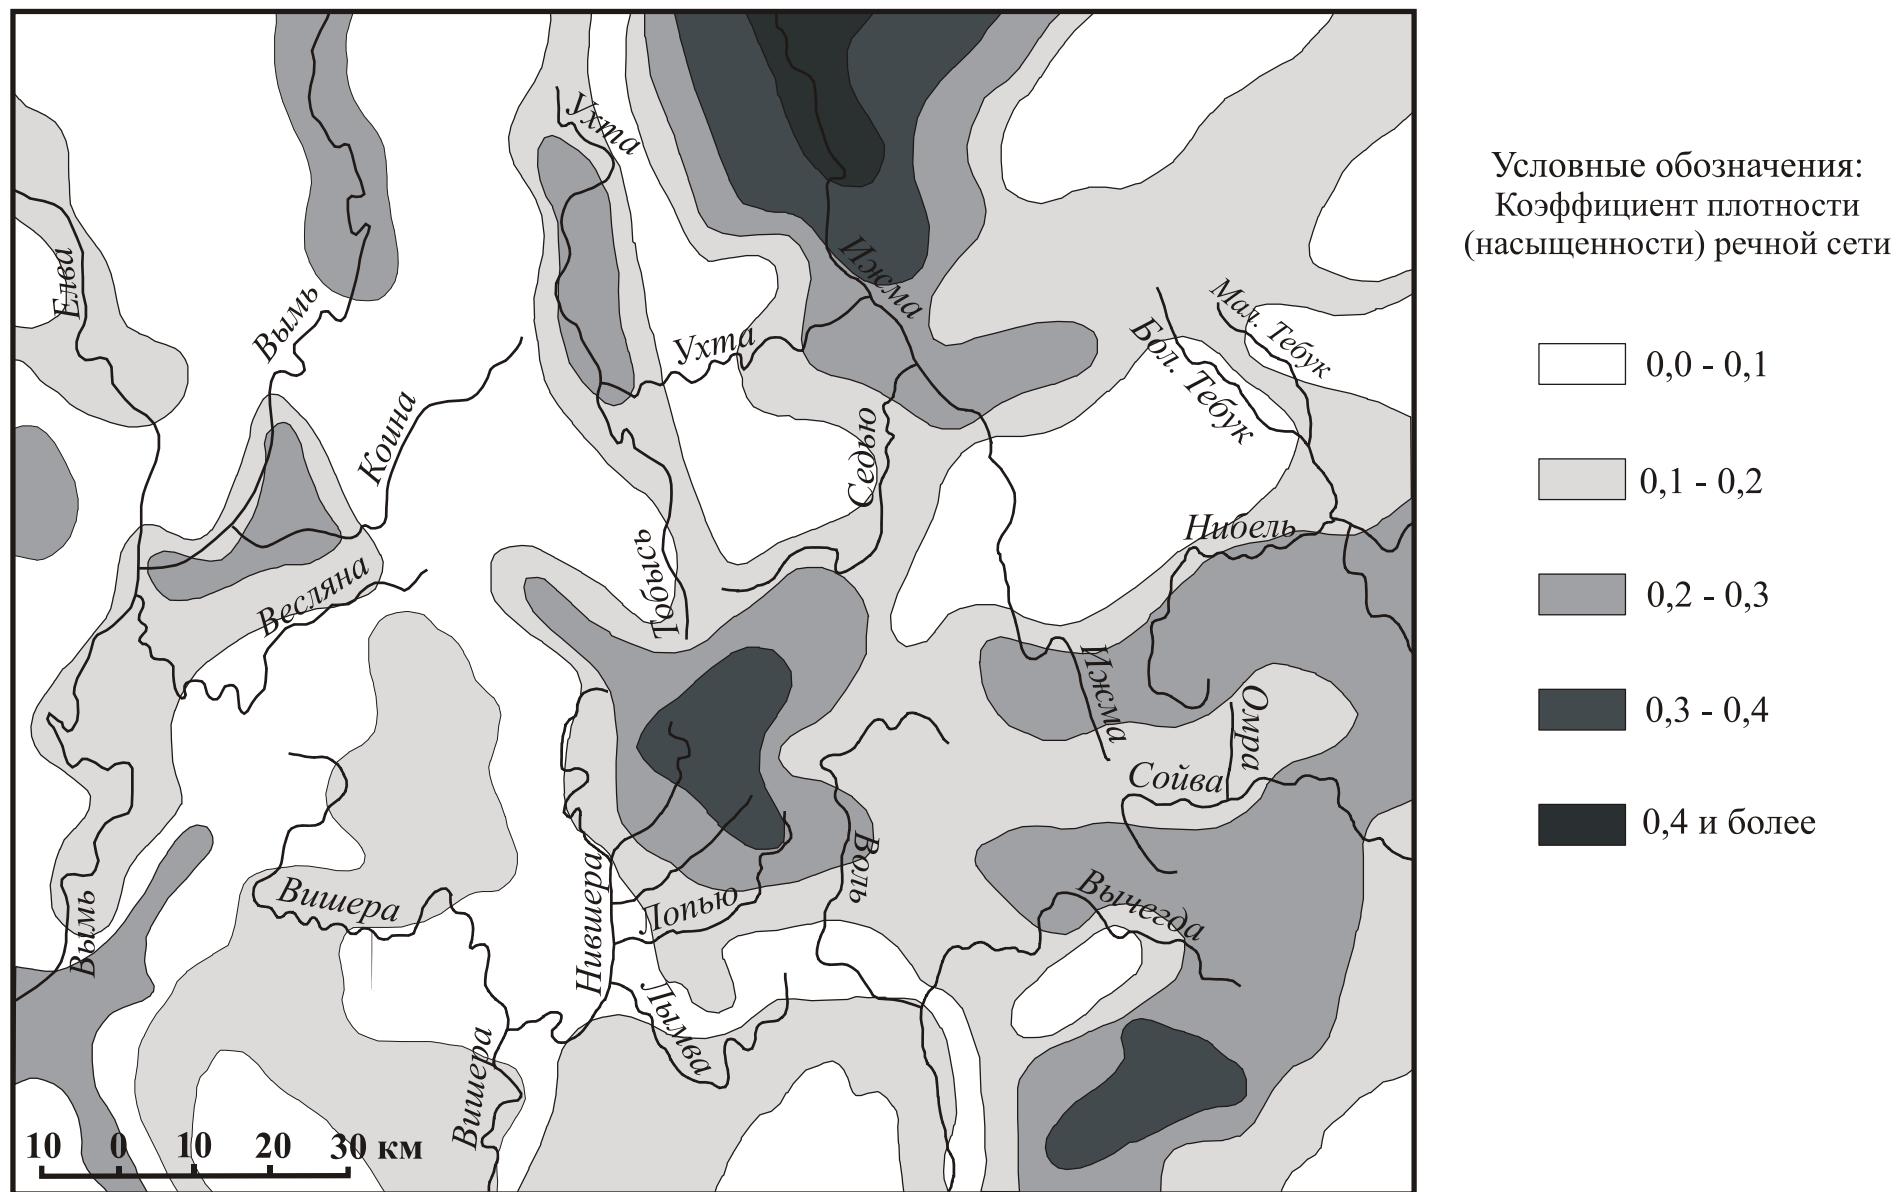 Ухта
Условные обозначения:
Коэффициент плотности
(насыщенности) речной сети
Елва
Вымь
Ижма
Мал. Тебук
Бол. Тебук
Ухта
0,0 - 0,1
Коина
Седью
0,1 - 0,2
Нибель
Тобысь
Весляна
0,2 - 0,3
Ижма
Омра
0,3 - 0,4
Сойва
0,4 и более
Воль
Вишера
Нившера
Лопью
Вычегда
Вымь
Лымва
Вишера
10 0 10 20 30 км